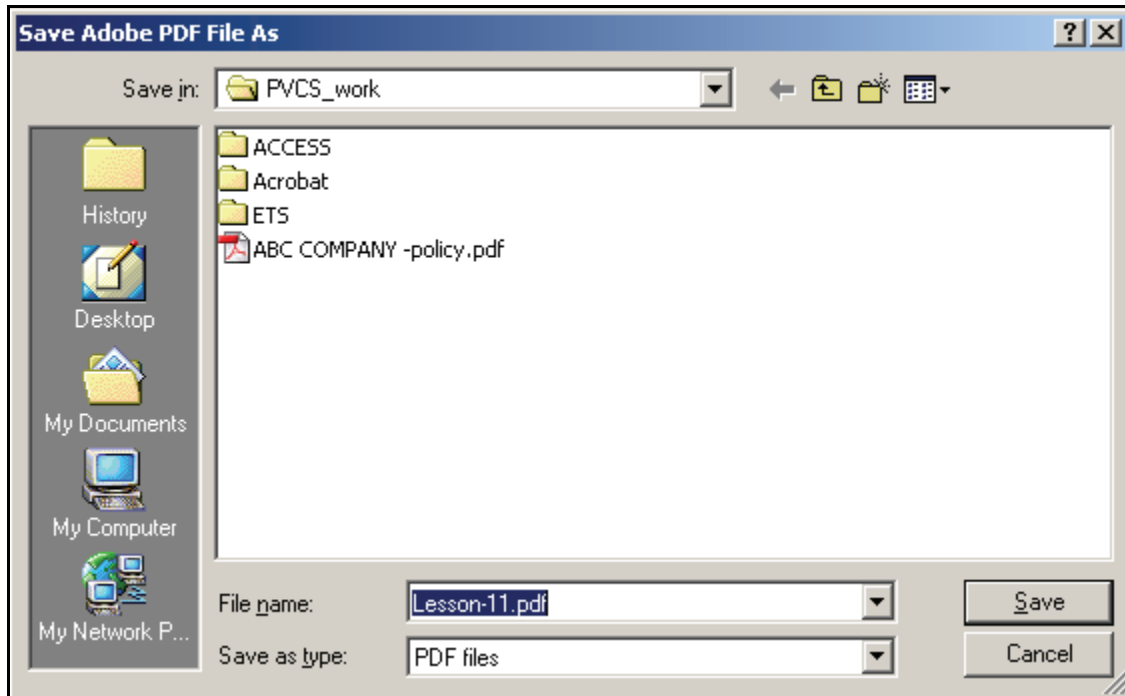 Save Adobe PDF File As
Save in:
PVCS_work
History
Desktop
My Documents
My Computer
My Network P...
ACCESS
Acrobat
ETS
ABC COMPANY -policy.pdf
File name:
Lesson-11.pdf
Save
Save as type:
PDF files
Cancel